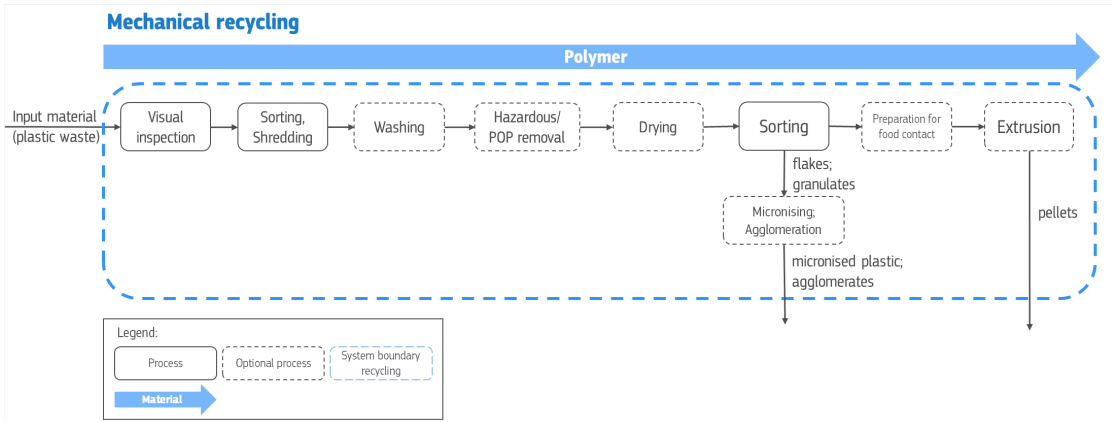 Mechanical recycling
Polymer
Input material
(plastic waste)
Visual
inspection
Sorting,
Shredding
Washing
Hazardous/
POP removal
Drying
Sorting
Preparation for
food contact
Extrusion
flakes;
granulates
Micronising;
Agglomeration
pellets
micronised plastic;
agglomerates
Legend:
Process
Optional process
System boundary
recycling
Material